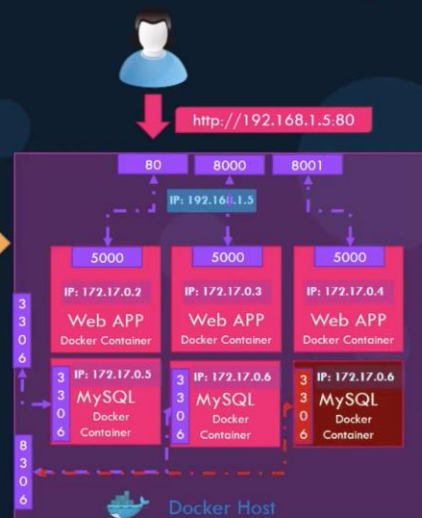 http://192.168.1.5:80
80
8000
8001
IP: 192.168.1.5
5000
5000
5000
IP: 172.17.0.2
IP: 172.17.0.3
IP: 172.17.0.4
Web APP
Web APP
Web APP
Docker Container
Docker Container
Docker Container
3306
3306
IP: 172.17.0.5
MySQL
Docker
Container
3306
IP: 172.17.0.6
MySQL
Docker
Container
3306
IP: 172.17.0.6
MySQL
Docker
Container
8306
Docker Host